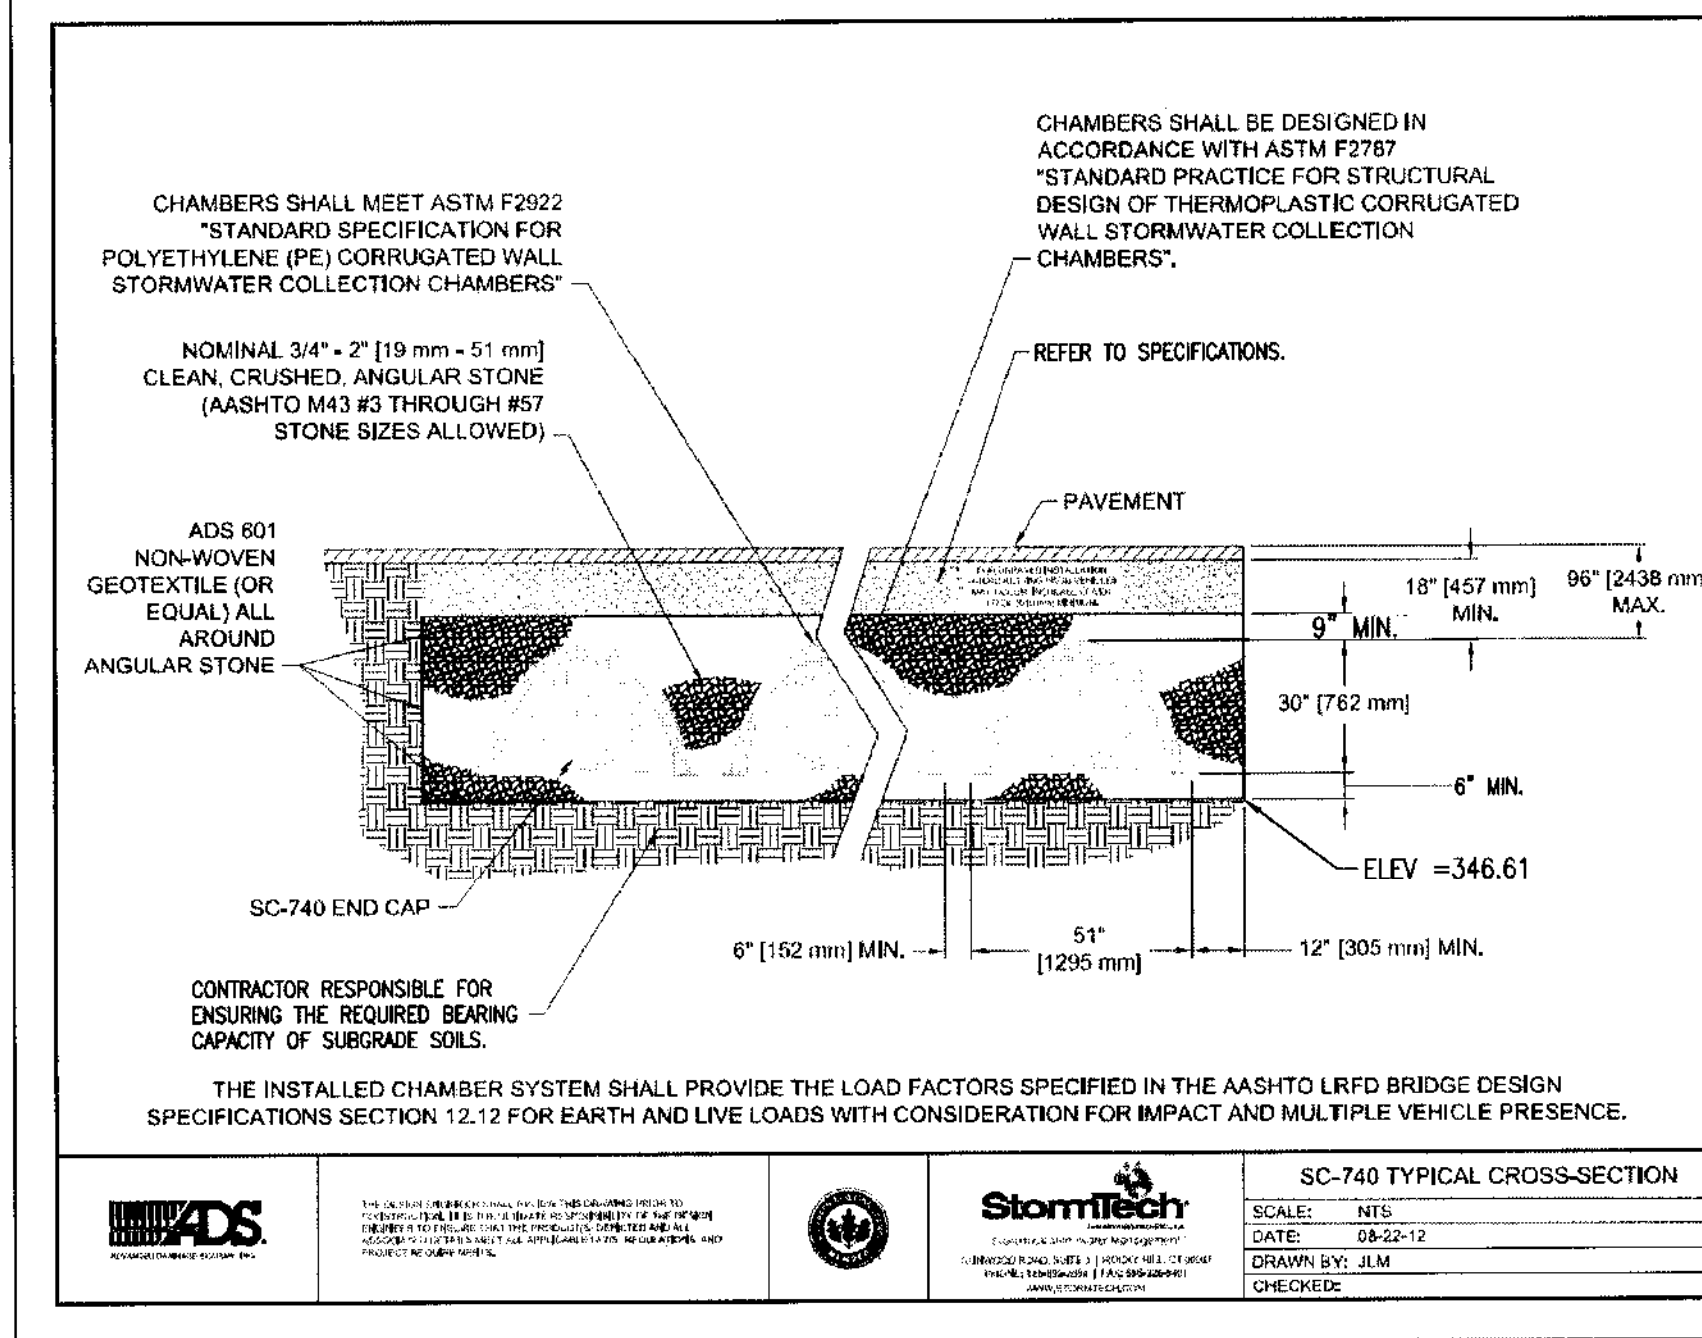 CHAMBERS SHALL BE DESIGNED IN
ACCORDANCE WITH ASTM F2787
"STANDARD PRACTICE FOR STRUCTURAL
DESIGN OF THERMOPLASTIC CORRUGATED
WALL STORMWATER COLLECTION
CHAMBERS".
CHAMBERS SHALL MEET ASTM F2922
"STANDARD SPECIFICATION FOR
POLYETHYLENE (PE) CORRUGATED WALL
STORMWATER COLLECTION CHAMBERS"
NOMINAL 3/4" - 2" [19 mm - 51 mm]
CLEAN, CRUSHED, ANGULAR STONE
(AASHTO M43 #3 THROUGH #57
STONE SIZES ALLOWED)
REFER TO SPECIFICATIONS.
PAVEMENT
ADS 601
NON-WOVEN
GEOTEXTILE (OR
EQUAL) ALL
AROUND
ANGULAR STONE
18" [457 mm]
MIN.
96" [2438 mm
MAX.
9" MIN.
30" [762 mm]
6" MIN.
ELEV =346.61
SC-740 END CAP
6" [152 mm] MIN.
51"
[1295 mm]
12" [305 mm] MIN.
CONTRACTOR RESPONSIBLE FOR
ENSURING THE REQUIRED BEARING
CAPACITY OF SUBGRADE SOILS.
THE INSTALLED CHAMBER SYSTEM SHALL PROVIDE THE LOAD FACTORS SPECIFIED IN THE AASHTO LRFD BRIDGE DESIGN
SPECIFICATIONS SECTION 12.12 FOR EARTH AND LIVE LOADS WITH CONSIDERATION FOR IMPACT AND MULTIPLE VEHICLE PRESENCE.
ADS
StormTech
SC-740 TYPICAL CROSS-SECTION
SCALE: NTS
DATE: 08-22-12
DRAWN BY: JLM
CHECKED: